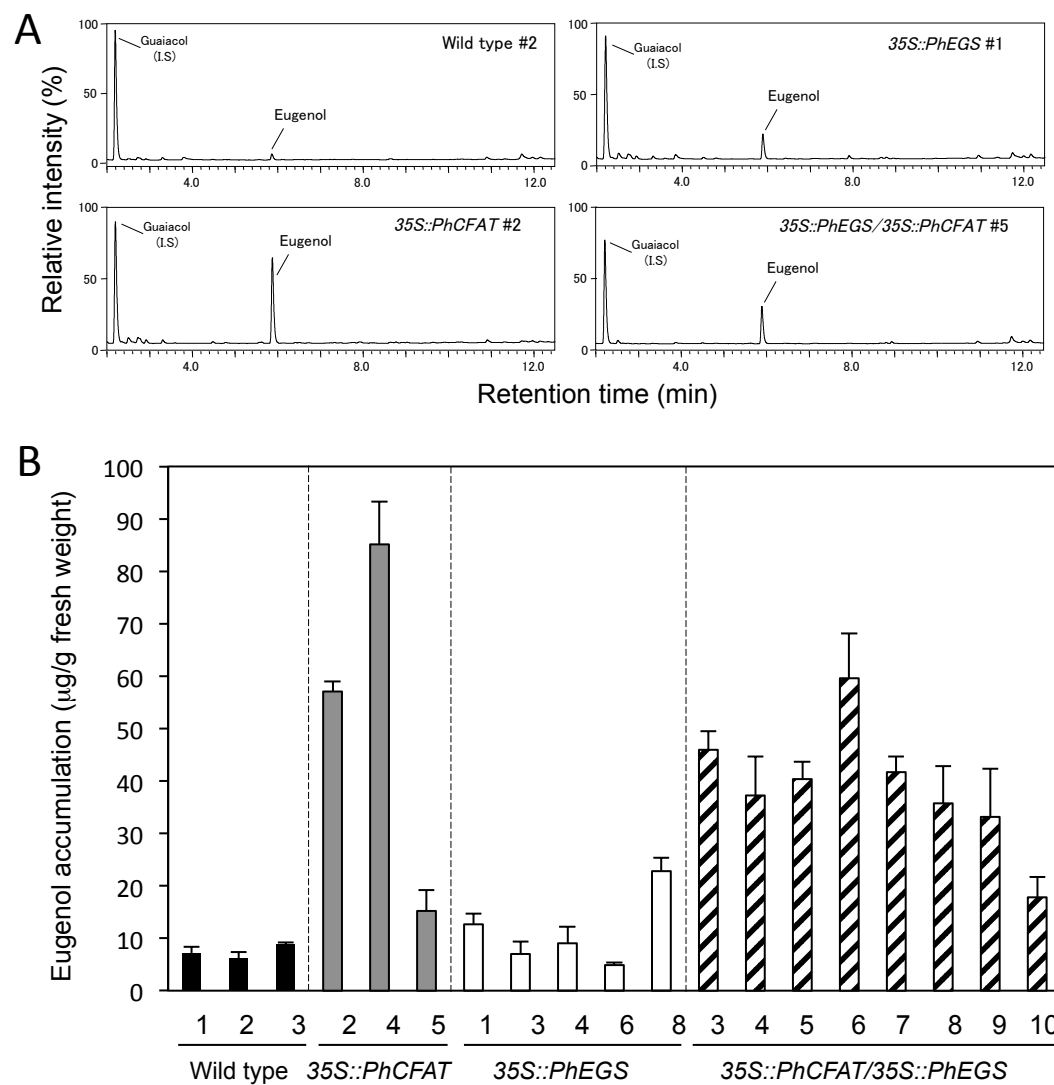 A
Relative intensity (%)
100
50
0
Guaiacol
(I.S)
Eugenol
Wild type #2
4.0 8.0 12.0
100
50
0
Guaiacol
(I.S)
Eugenol
35S::PhEGS #1
4.0 8.0 12.0
100
50
0
Guaiacol
(I.S)
Eugenol
35S::PhCFAT #2
4.0 8.0 12.0
100
50
0
Guaiacol
(I.S)
Eugenol
35S::PhEGS/35S::PhCFAT #5
4.0 8.0 12.0
Retention time (min)
B
Eugenol accumulation (μg/g fresh weight)
100
90
80
70
60
50
40
30
20
10
0
1 2 3 2 4 5 1 3 4 6 8 3 4 5 6 7 8 9 10
Wild type 35S::PhCFAT 35S::PhEGS 35S::PhCFAT/35S::PhEGS